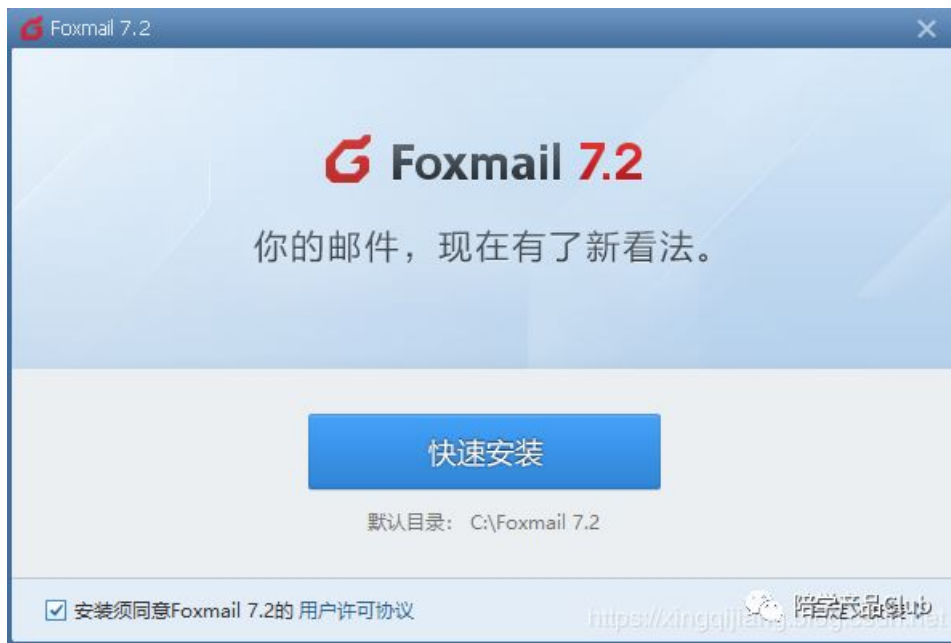 Foxmail 7.2
Foxmail 7.2
你的邮件，现在有了新看法。
快速安装
默认目录： C:\Foxmail 7.2
安装须同意Foxmail 7.2的 用户许可协议